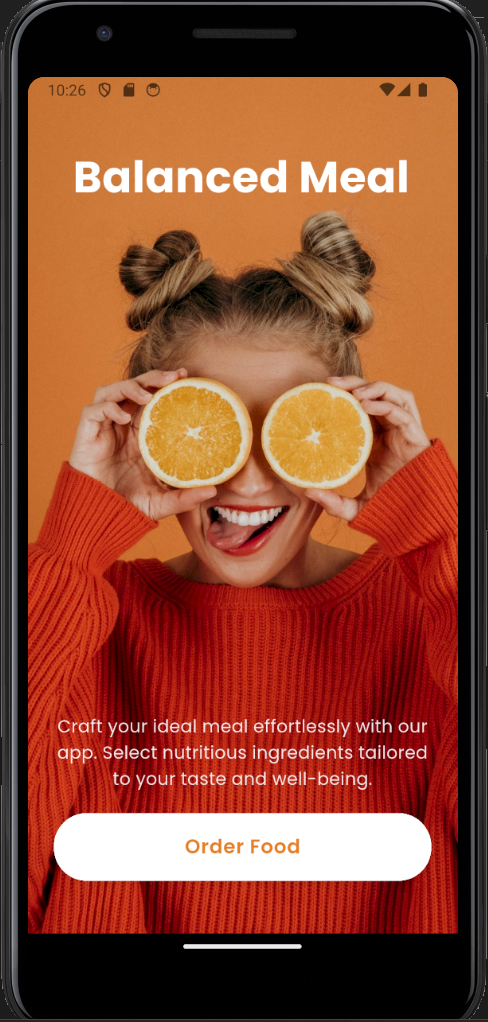 10:26
Balanced Meal
Craft your ideal meal effortlessly with our
app. Select nutritious ingredients tailored
to your taste and well-being.
Order Food